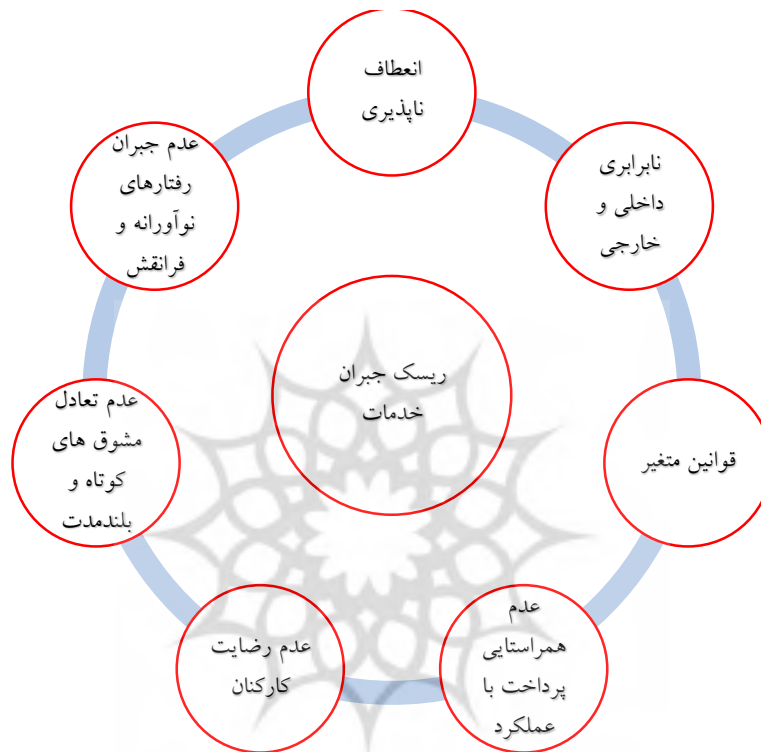 انعطاف
ناپذیری
نابرابری
داخلی و
خارجی
قوانین متغیر
عدم
همراستایی
پرداخت با
عملکرد
عدم رضایت
کارکنان
عدم تعادل
مشوق های
کوتاه و
بلندمدت
عدم جبران
رفتارهای
نوآورانه و
فرانقش
ریسک جبران
خدمات